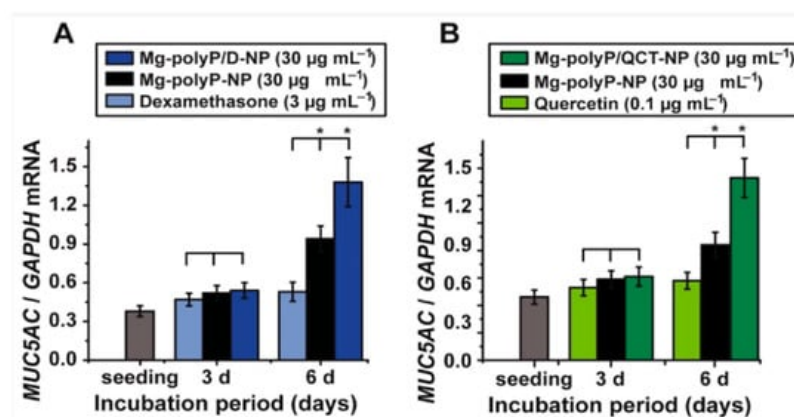 A
Mg-polyP/D-NP (30 µg mL⁻¹)
Mg-polyP-NP (30 µg mL⁻¹)
Dexamethasone (3 µg mL⁻¹)
MUC5AC / GAPDH mRNA
1.5
1.2
0.9
0.6
0.3
0.0
* *
seeding 3 d 6 d
Incubation period (days)
B
Mg-polyP/QCT-NP (30 µg mL⁻¹)
Mg-polyP-NP (30 µg mL⁻¹)
Quercetin (0.1 µg mL⁻¹)
MUC5AC / GAPDH mRNA
1.5
1.2
0.9
0.6
0.4
0.0
* *
seeding 3 d 6 d
Incubation period (days)